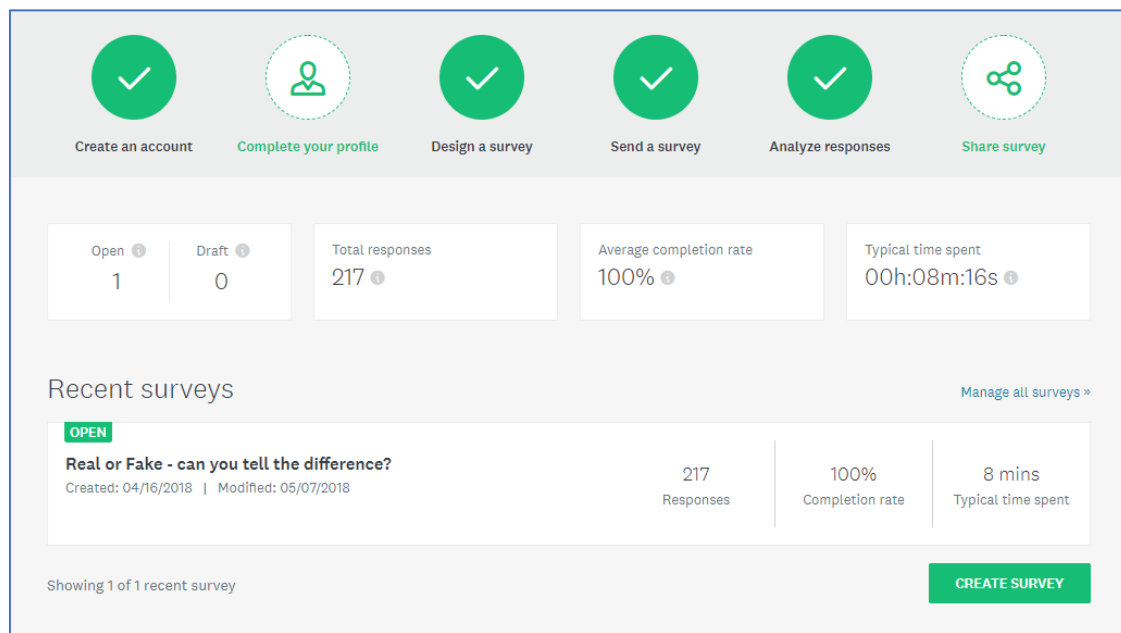 Create an account
Complete your profile
Design a survey
Send a survey
Analyze responses
Share survey
Open
Draft
1
0
Total responses
217
Average completion rate
100%
Typical time spent
00h:08m:16s
Recent surveys
Manage all surveys »
OPEN
Real or Fake - can you tell the difference?
Created: 04/16/2018 | Modified: 05/07/2018
217
Responses
100%
Completion rate
8 mins
Typical time spent
Showing 1 of 1 recent survey
CREATE SURVEY